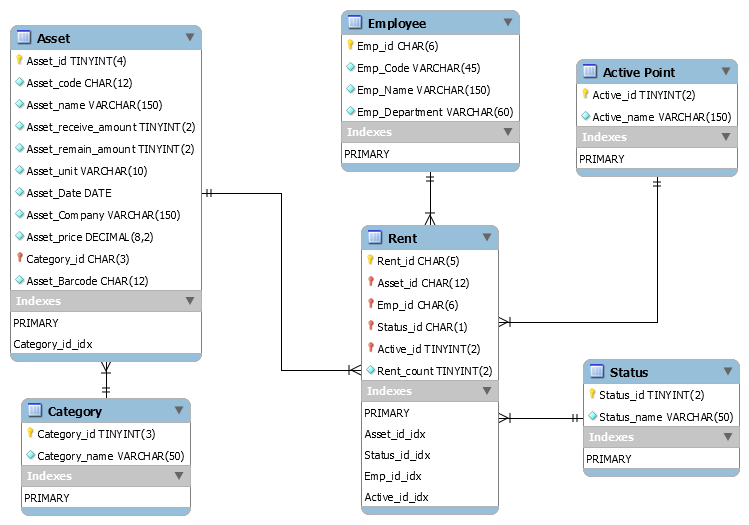 Asset
Asset_id TINYINT(4)
Asset_code CHAR(12)
Asset_name VARCHAR(150)
Asset_receive_amount TINYINT(2)
Asset_remain_amount TINYINT(2)
Asset_unit VARCHAR(10)
Asset_Date DATE
Asset_Company VARCHAR(150)
Asset_price DECIMAL(8,2)
Category_id CHAR(3)
Asset_Barcode CHAR(12)
Indexes
PRIMARY
Category_id_idx
Category
Category_id TINYINT(3)
Category_name VARCHAR(50)
Indexes
PRIMARY
Employee
Emp_id CHAR(6)
Emp_Code VARCHAR(45)
Emp_Name VARCHAR(150)
Emp_Department VARCHAR(60)
Indexes
PRIMARY
Rent
Rent_id CHAR(5)
Asset_id CHAR(12)
Emp_id CHAR(6)
Status_id CHAR(1)
Active_id TINYINT(2)
Rent_count TINYINT(2)
Indexes
PRIMARY
Asset_id_idx
Status_id_idx
Emp_id_idx
Active_id_idx
Active Point
Active_id TINYINT(2)
Active_name VARCHAR(150)
Indexes
PRIMARY
Status
Status_id TINYINT(2)
Status_name VARCHAR(50)
Indexes
PRIMARY